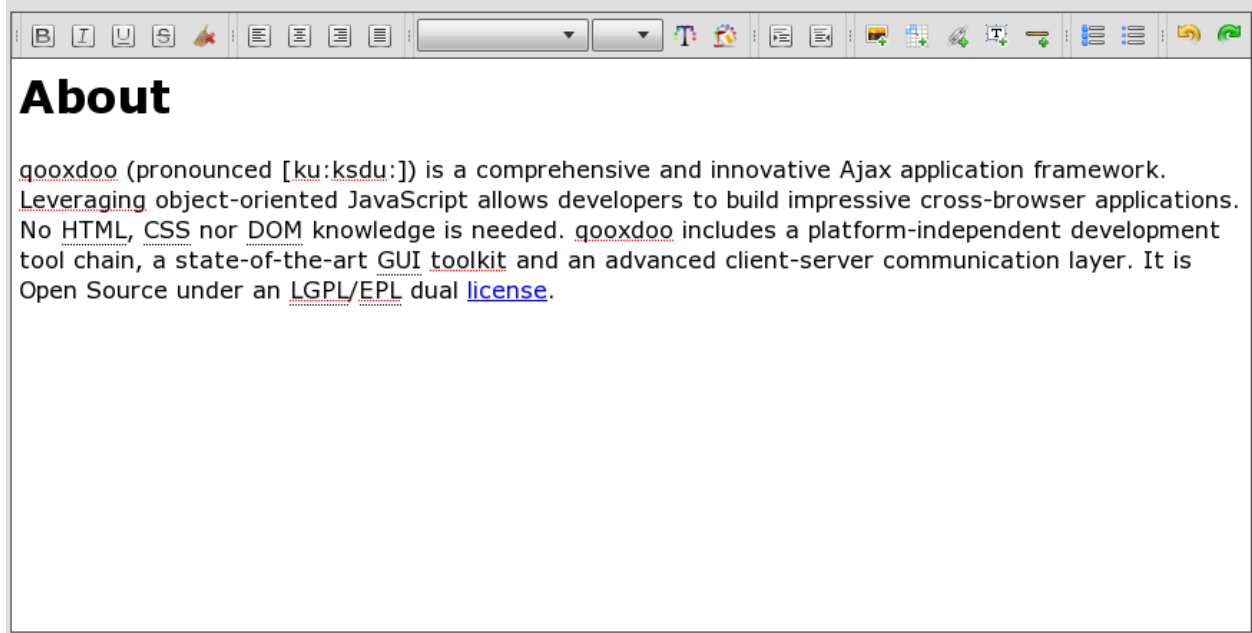 B I U S
About
qooxdoo (pronounced [ku:ksdu:]) is a comprehensive and innovative Ajax application framework.
Leveraging object-oriented JavaScript allows developers to build impressive cross-browser applications.
No HTML, CSS nor DOM knowledge is needed. qooxdoo includes a platform-independent development
tool chain, a state-of-the-art GUI toolkit and an advanced client-server communication layer. It is
Open Source under an LGPL/EPL dual license.